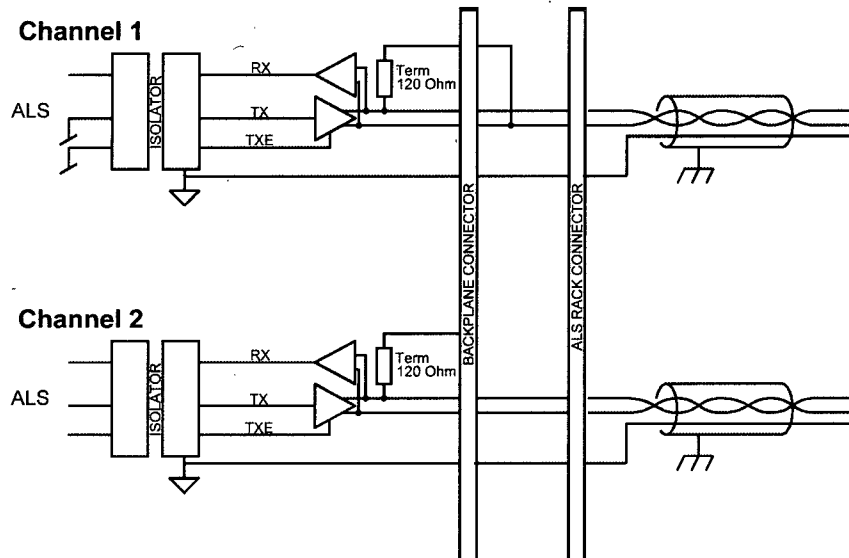 Channel 1
ALS
ISOLATOR
RX
TX
TXE
Term
120 Ohm
BACKPLANE CONNECTOR
ALS RACK CONNECTOR
Channel 2
ALS
ISOLATOR
RX
TX
TXE
Term
120 Ohm